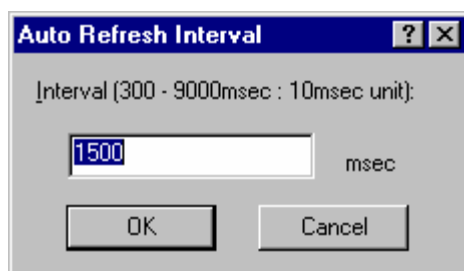 Auto Refresh Interval
Interval (300 - 9000msec : 10msec unit):
1500
msec
OK
Cancel